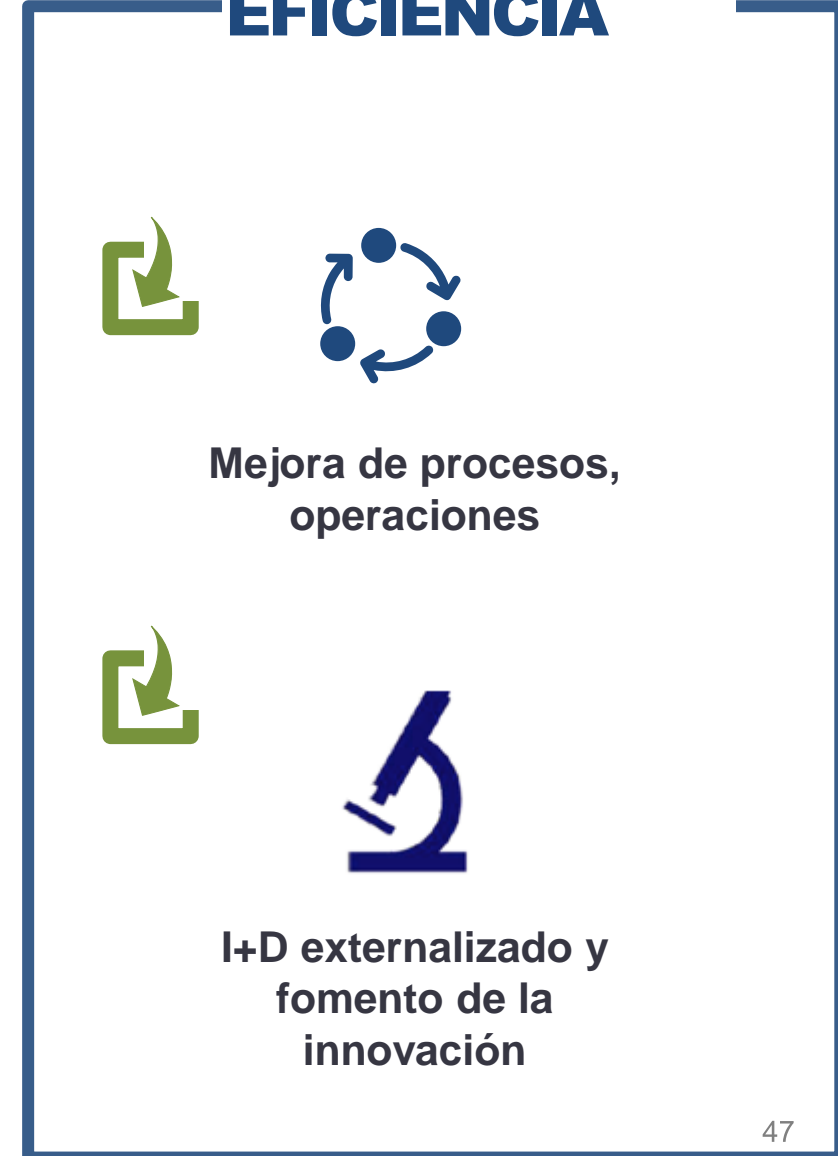 EFICIENCIA
Mejora de procesos,
operaciones
I+D externalizado y
fomento de la
innovación
47